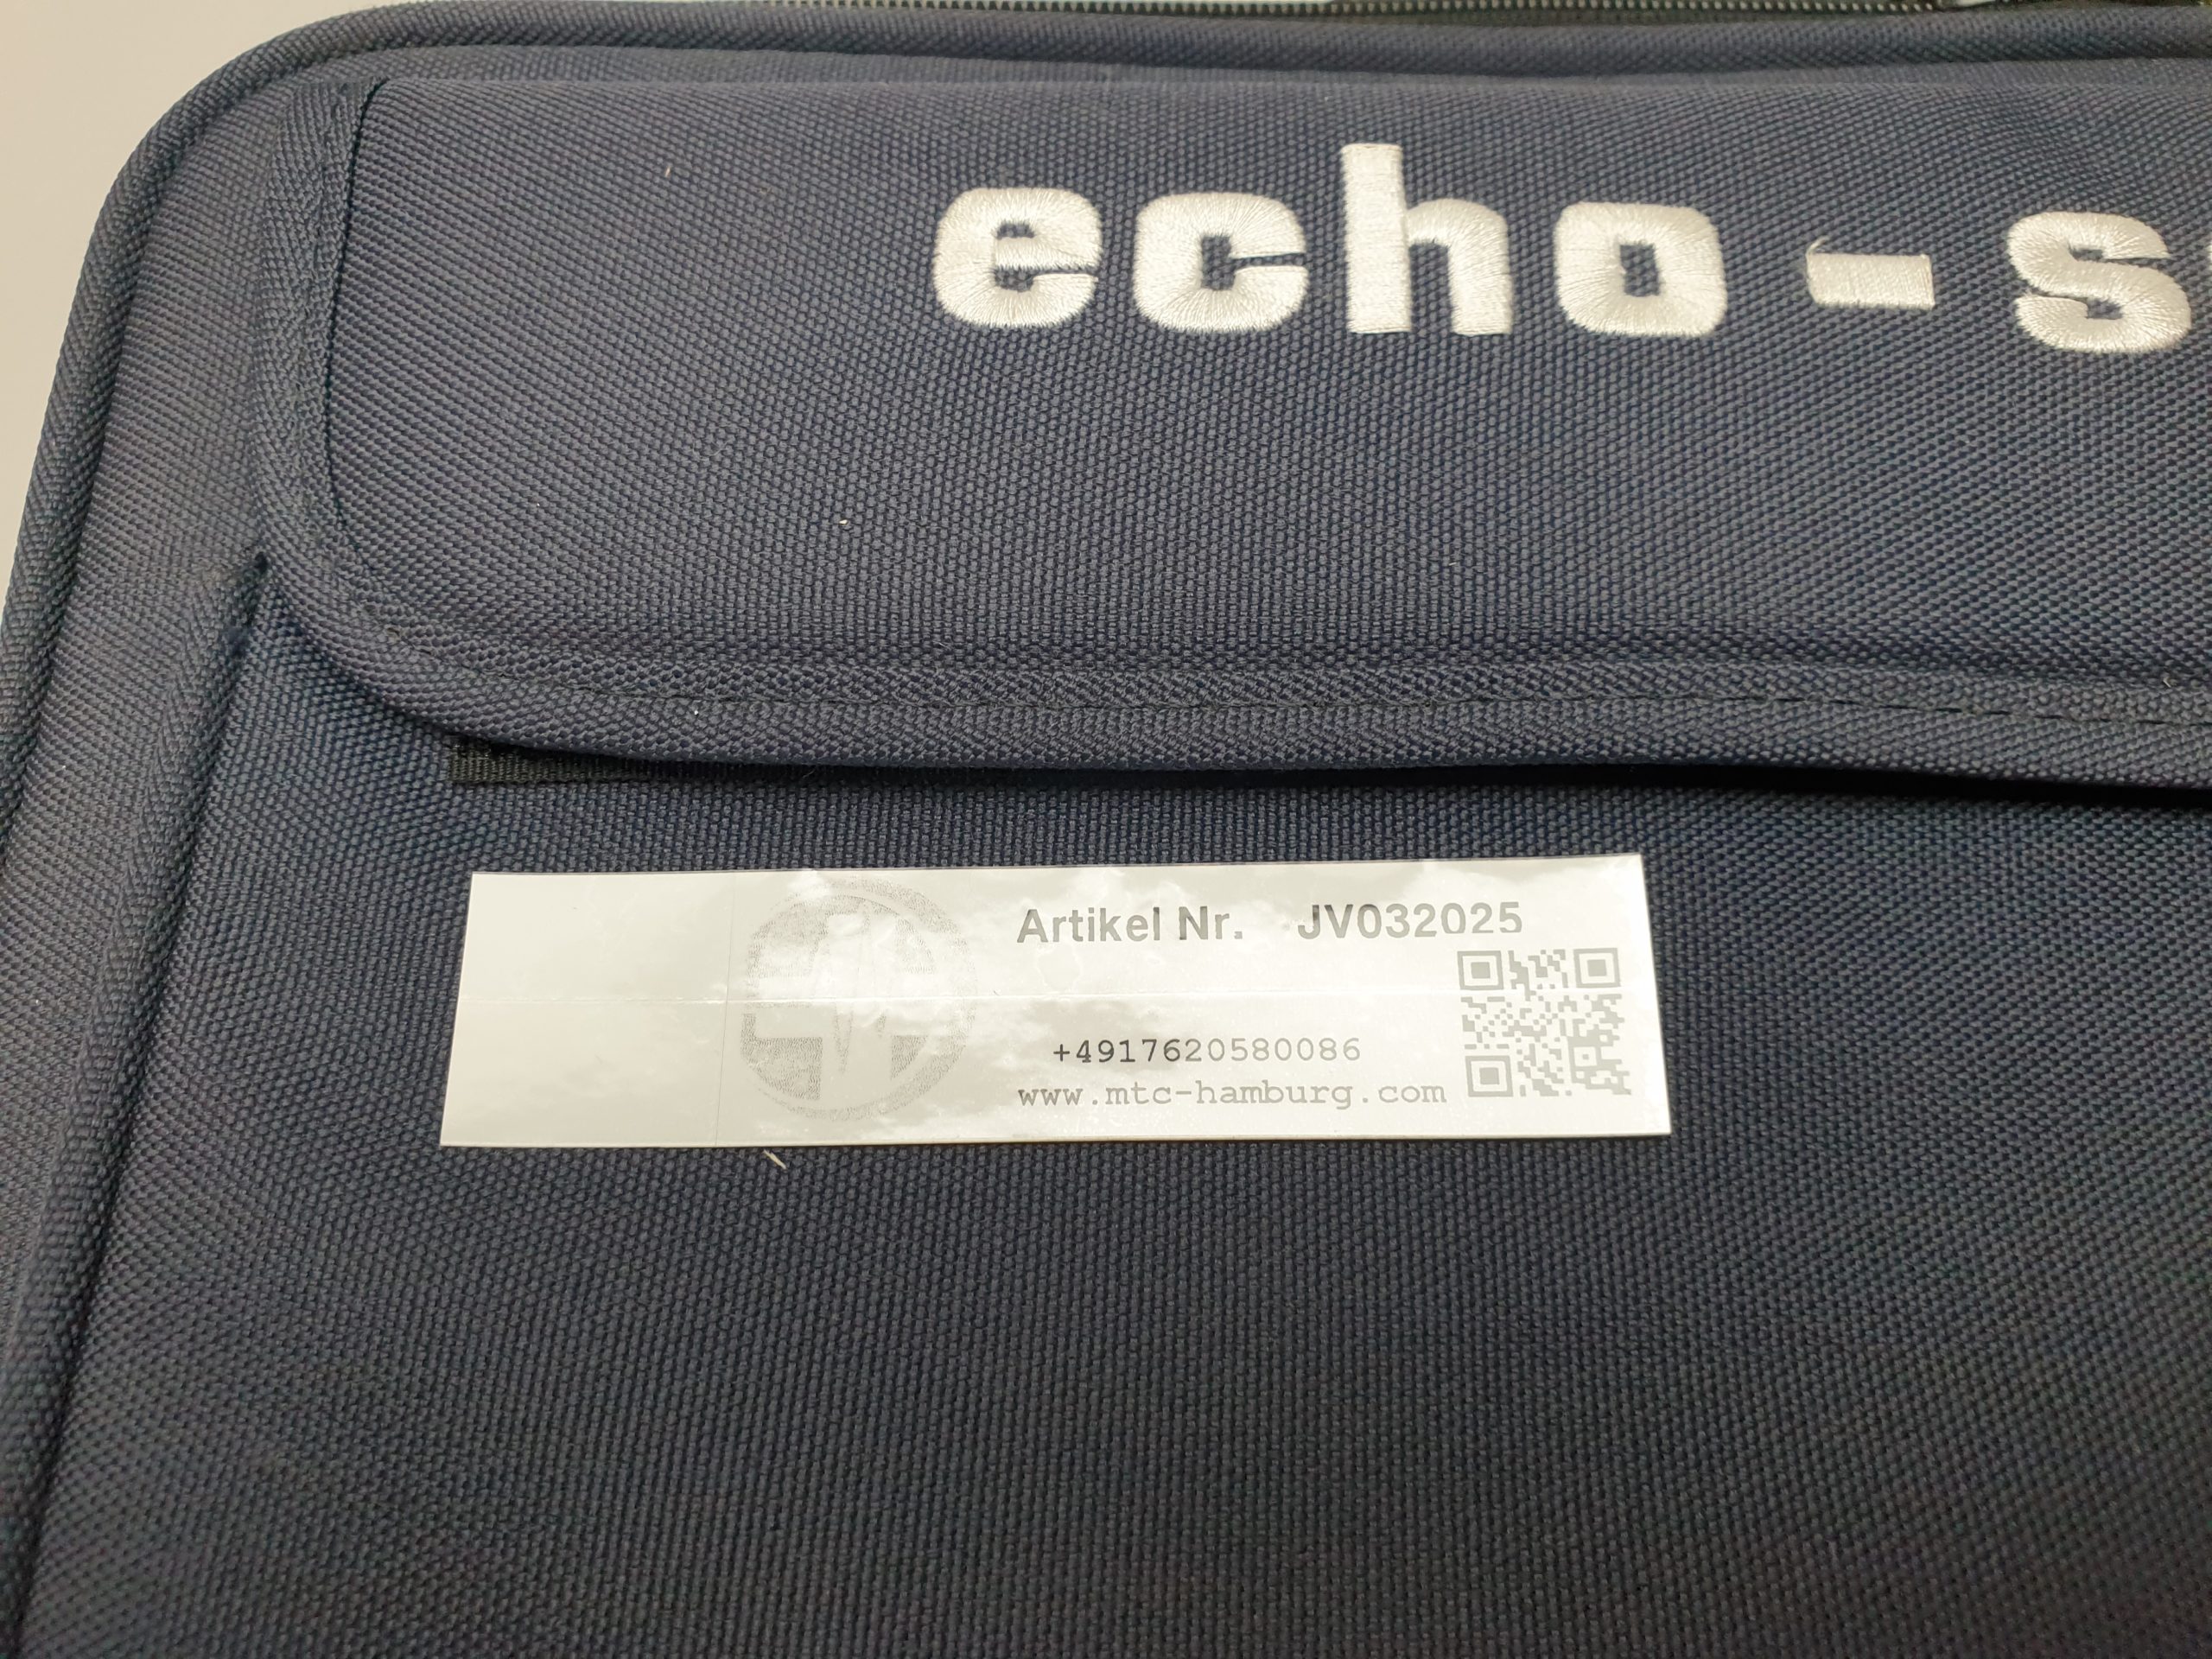 echo - s
Artikel Nr. JV032025
+4917620580086
www.mtc-hamburg.com